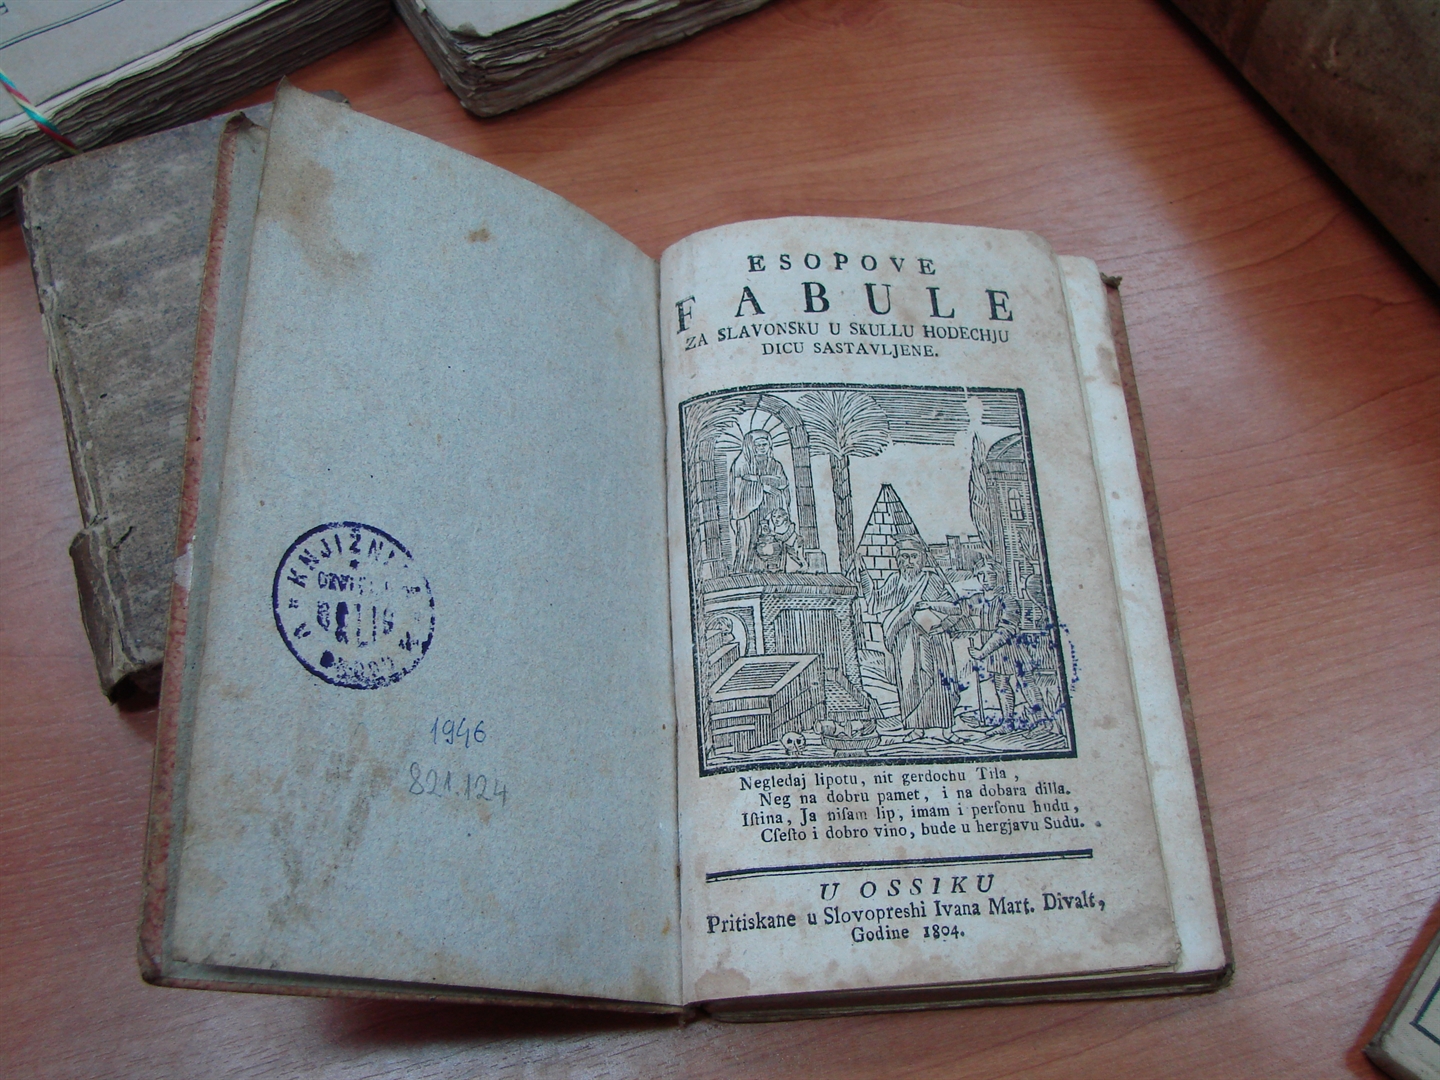 KNJIŽNI
1946
821.124
ESOPOVE
FABULE
ZA SLAVONSKU U SKULLU HODECHJU
DICU SASTAVLJENE.
Negledaj lipotu, nit gerdochu Tila,
Neg na dobru pamet, i na dobara dilla.
Iſtina, Ja niſam lip, imam i perſonu hudu,
Cſeſto i dobro vino, bude u hergjavu Sudu.
U OSSIKU
Pritiskane u Slovopreshi Ivana Mart. Divalt,
Godine 1804.